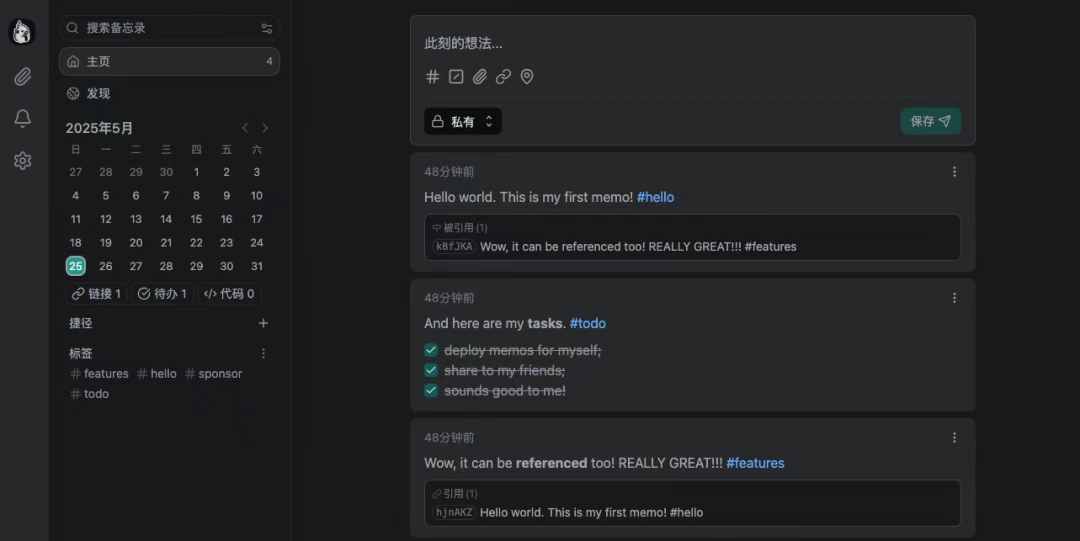 搜索备忘录
主页 4
发现
2025年5月
日 一 二 三 四 五 六
27 28 29 30 1 2 3
4 5 6 7 8 9 10
11 12 13 14 15 16 17
18 19 20 21 22 23 24
25 26 27 28 29 30 31
链接 1 待办 1 代码 0
捷径
标签
# features # hello # sponsor
# todo
此刻的想法...
私有 保存
48分钟前
Hello world. This is my first memo! #hello
被引用 (1)
kBfJKA Wow, it can be referenced too! REALLY GREAT!!! #features
48分钟前
And here are my tasks. #todo
deploy memos for myself;
share to my friends;
sounds good to me!
48分钟前
Wow, it can be referenced too! REALLY GREAT!!! #features
引用 (1)
hjnAKZ Hello world. This is my first memo! #hello